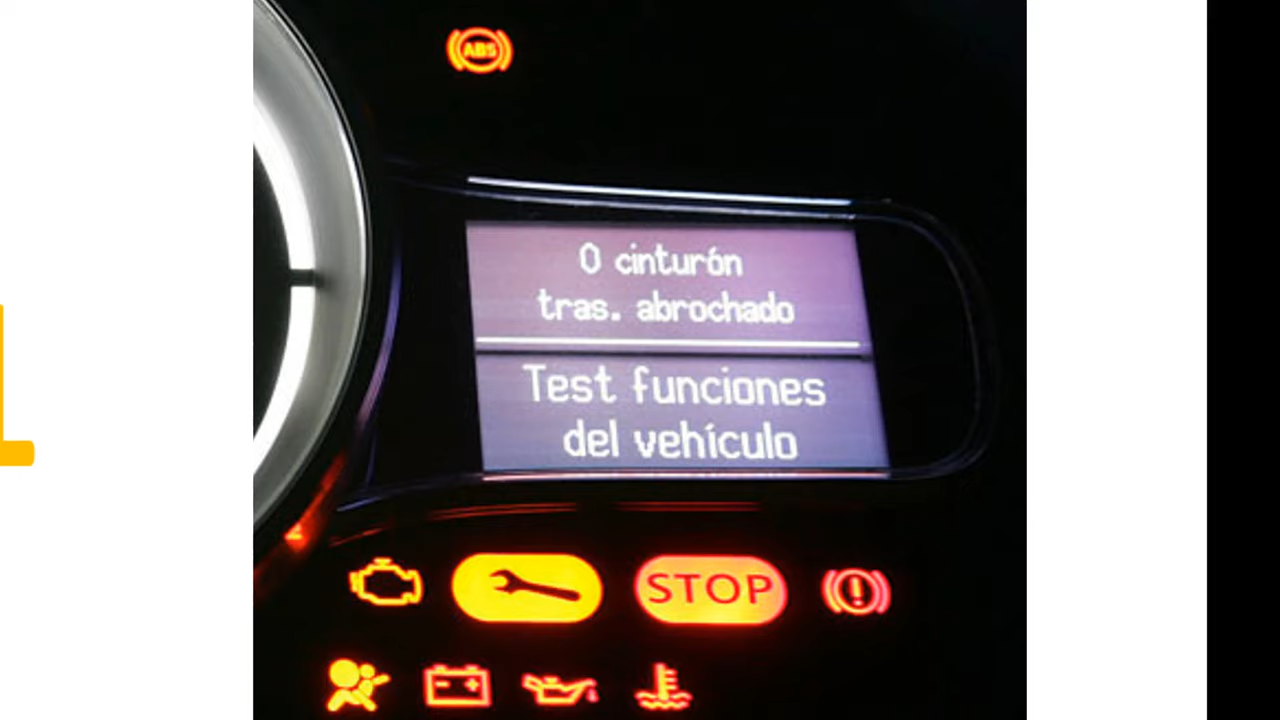 ABS
0 cinturón
tras. abrochado
Test funciones
del vehículo
STOP